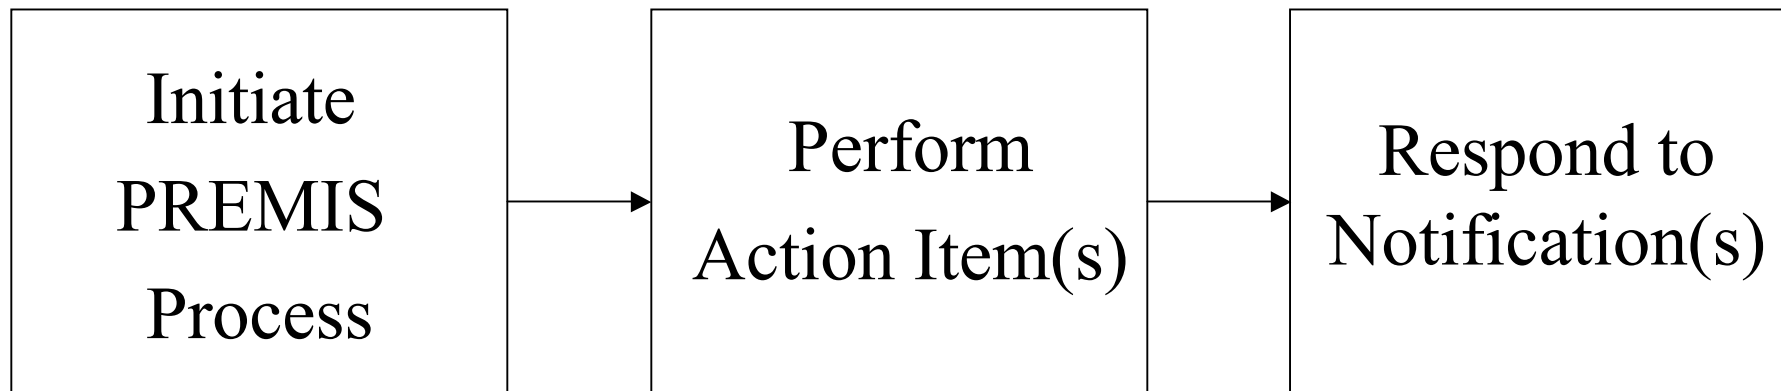 Initiate
PREMIS
Process
Perform
Action Item(s)
Respond to
Notification(s)